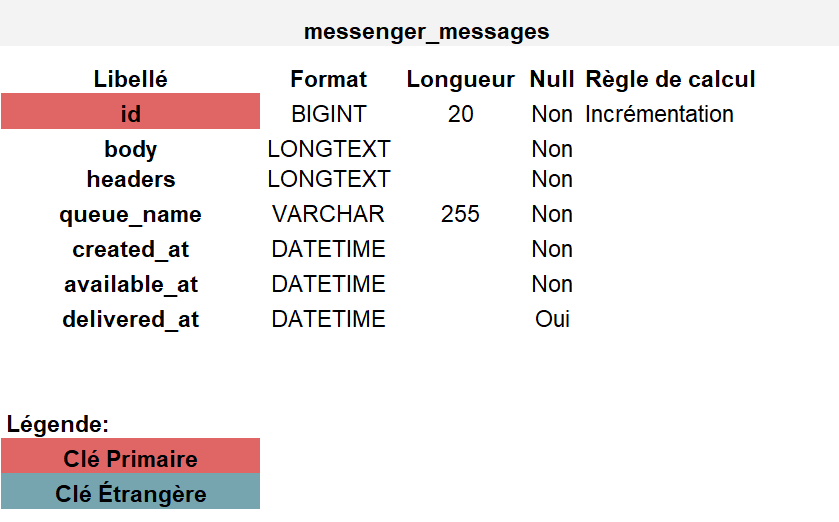 messenger_messages
Libellé Format Longueur Null Règle de calcul
id BIGINT 20 Non Incrémentation
body LONGTEXT Non
headers LONGTEXT Non
queue_name VARCHAR 255 Non
created_at DATETIME Non
available_at DATETIME Non
delivered_at DATETIME Oui
Légende:
Clé Primaire
Clé Étrangère